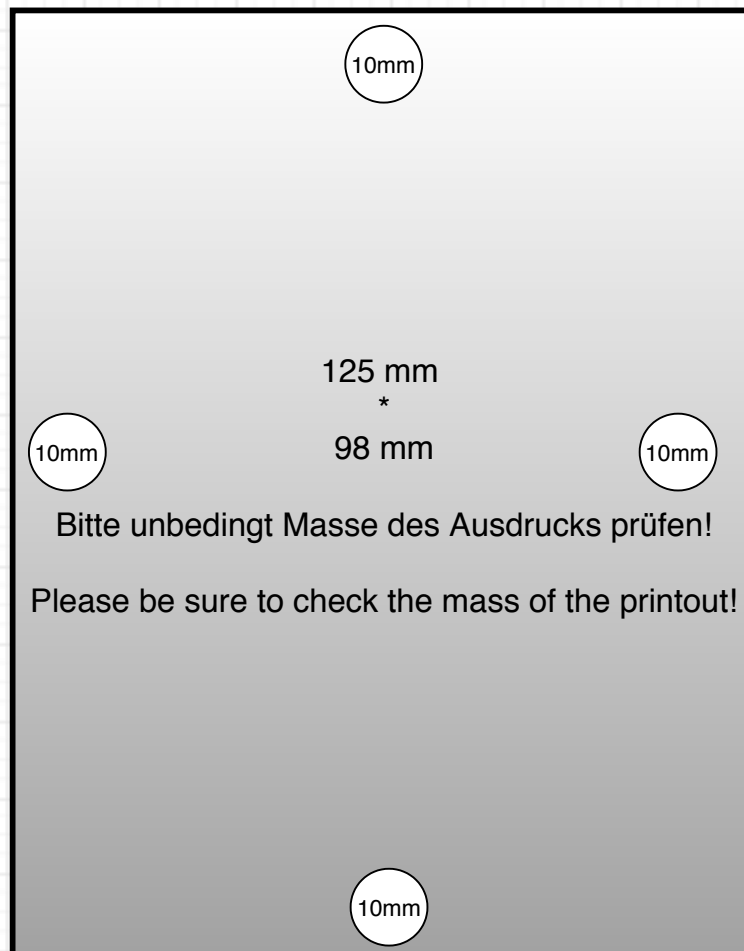 10mm
125 mm
*
98 mm
10mm
10mm
Bitte unbedingt Masse des Ausdrucks prüfen!
Please be sure to check the mass of the printout!
10mm